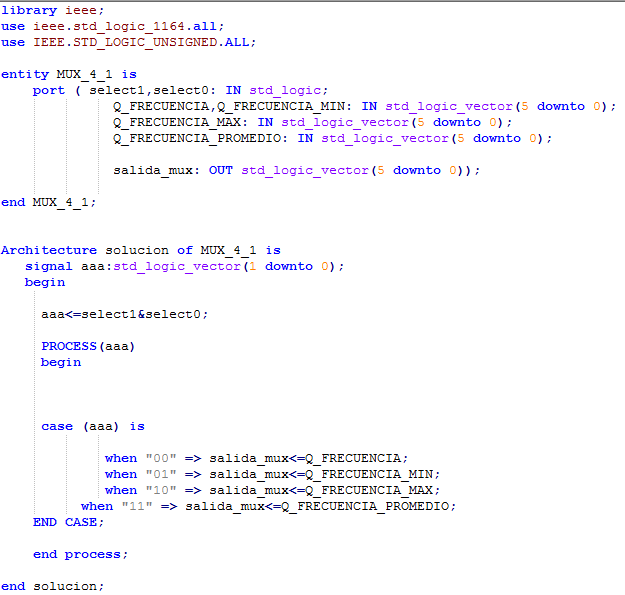 library ieee;
use ieee.std_logic_1164.all;
use IEEE.STD_LOGIC_UNSIGNED.ALL;
entity MUX_4_1 is
port ( select1,select0: IN std_logic;
Q_FRECUENCIA,Q_FRECUENCIA_MIN: IN std_logic_vector(5 downto 0);
Q_FRECUENCIA_MAX: IN std_logic_vector(5 downto 0);
Q_FRECUENCIA_PROMEDIO: IN std_logic_vector(5 downto 0);
salida_mux: OUT std_logic_vector(5 downto 0));
end MUX_4_1;
Architecture solucion of MUX_4_1 is
signal aaa:std_logic_vector(1 downto 0);
begin
aaa<=select1&select0;
PROCESS(aaa)
begin
case (aaa) is
when "00" => salida_mux<=Q_FRECUENCIA;
when "01" => salida_mux<=Q_FRECUENCIA_MIN;
when "10" => salida_mux<=Q_FRECUENCIA_MAX;
when "11" => salida_mux<=Q_FRECUENCIA_PROMEDIO;
END CASE;
end process;
end solucion;